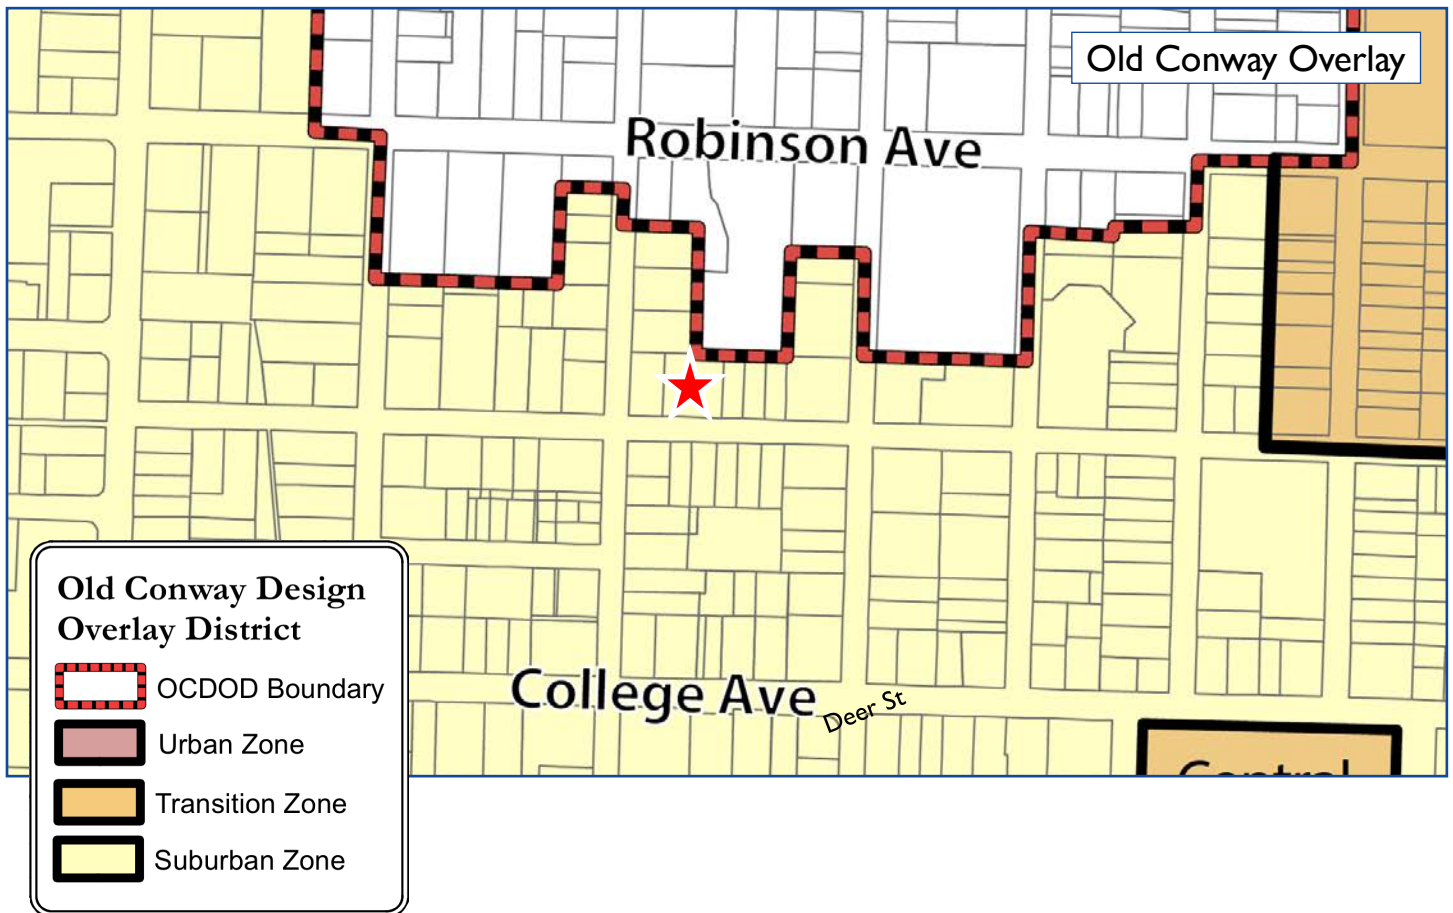 Old Conway Overlay
Robinson Ave
College Ave
Deer St
Central
Old Conway Design
Overlay District
OCDOD Boundary
Urban Zone
Transition Zone
Suburban Zone